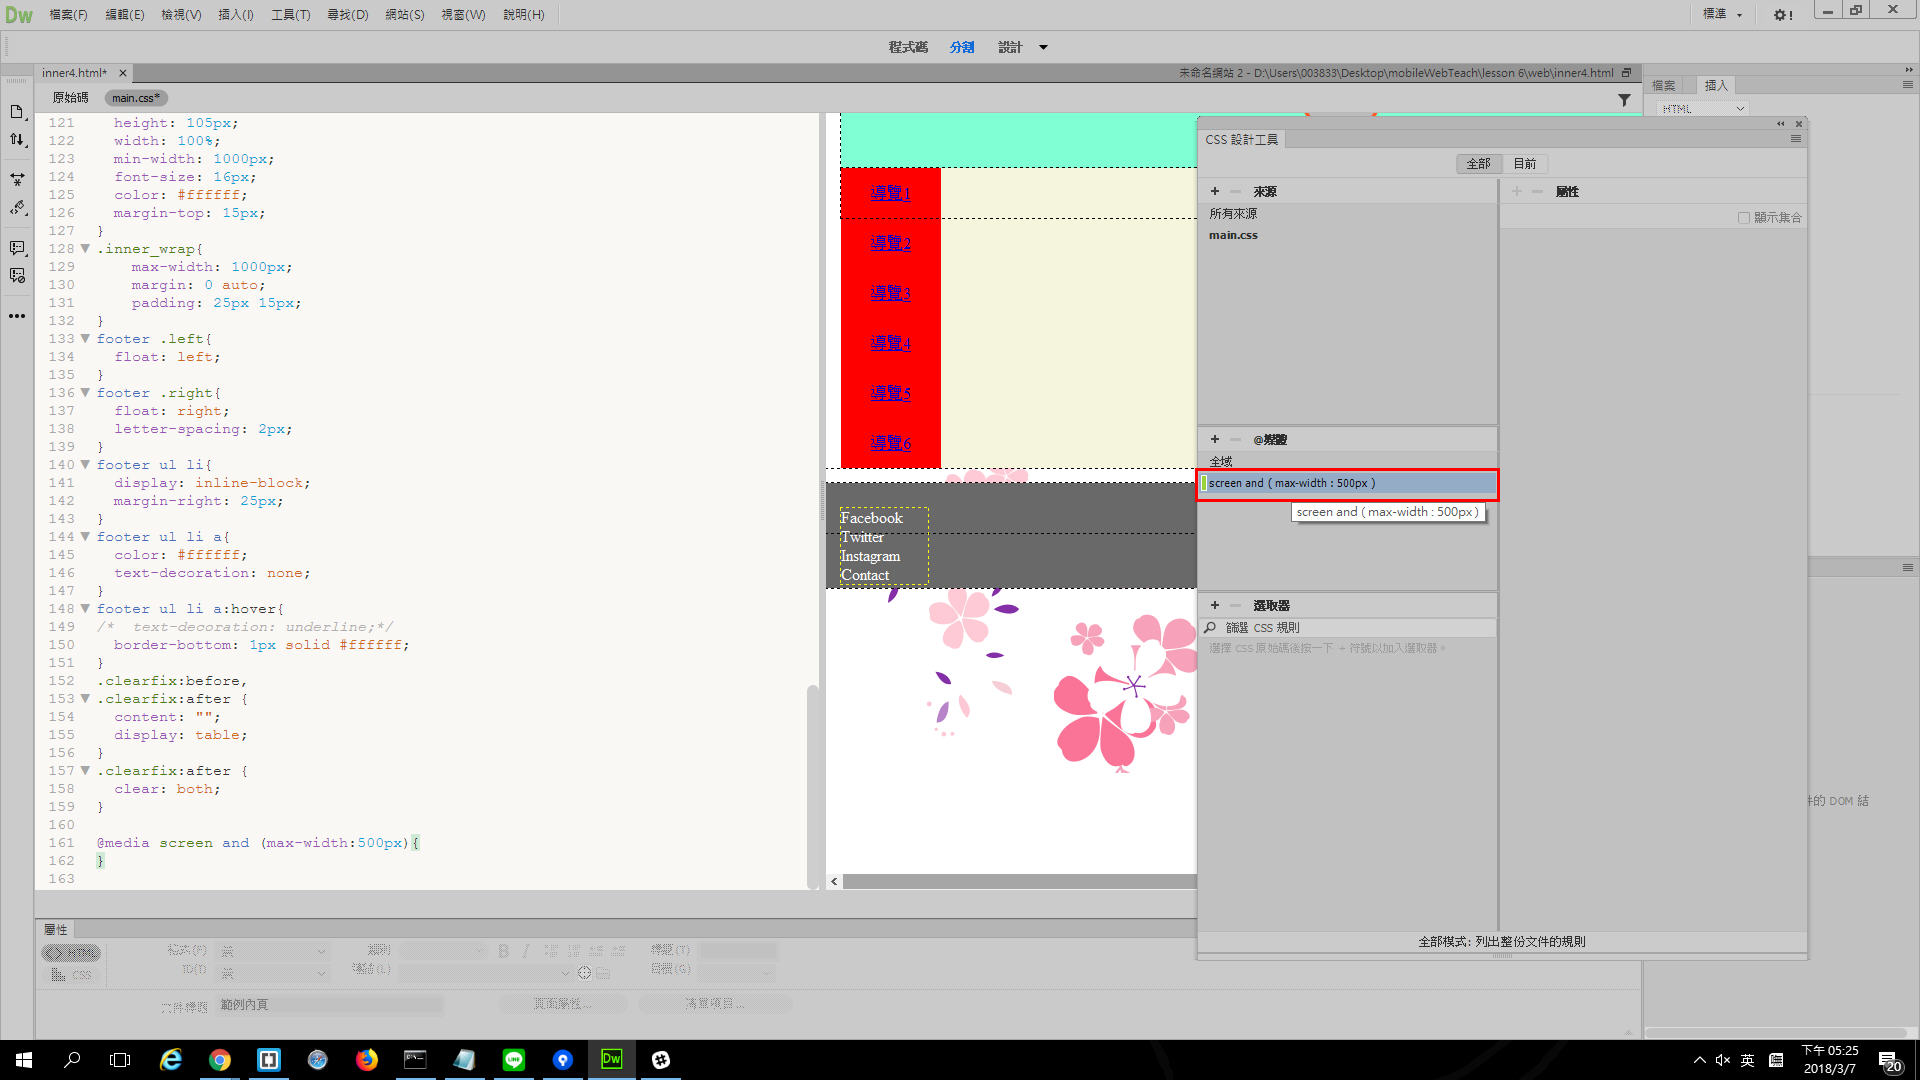 Dw 檔案(F) 編輯(E) 檢視(V) 插入(I) 工具(T) 尋找(D) 網站(S) 視窗(W) 說明(H) 標準
程式碼 分割 設計
inner4.html* 未命名網站 2 - D:\Users\003833\Desktop\mobileWebTeach\lesson 6\web\inner4.html
原始碼 main.css*
121 height: 105px;
122 width: 100%;
123 min-width: 1000px;
124 font-size: 16px;
125 color: #ffffff;
126 margin-top: 15px;
127 }
128 .inner_wrap{
129 max-width: 1000px;
130 margin: 0 auto;
131 padding: 25px 15px;
132 }
133 footer .left{
134 float: left;
135 }
136 footer .right{
137 float: right;
138 letter-spacing: 2px;
139 }
140 footer ul li{
141 display: inline-block;
142 margin-right: 25px;
143 }
144 footer ul li a{
145 color: #ffffff;
146 text-decoration: none;
147 }
148 footer ul li a:hover{
149 /* text-decoration: underline;*/
150 border-bottom: 1px solid #ffffff;
151 }
152 .clearfix:before,
153 .clearfix:after {
154 content: "";
155 display: table;
156 }
157 .clearfix:after {
158 clear: both;
159 }
160
161 @media screen and (max-width:500px){
162 }
163
導覽1
導覽2
導覽3
導覽4
導覽5
導覽6
Facebook
Twitter
Instagram
Contact
CSS 設計工具
全部 目前
+ − 來源
所有來源
main.css
+ − 屬性
顯示集合
+ − @媒體
全域
screen and ( max-width : 500px )
screen and ( max-width : 500px )
+ − 選取器
篩選 CSS 規則
選擇 CSS 原始碼後按一下 + 符號以加入選取器。
全部模式: 列出整份文件的規則
檔案 插入
HTML
件的 DOM 結
屬性
<> HTML 格式(F) 無 類別 B I 標題(T)
CSS ID(I) 無 連結(L) 目標(G)
文件標題 範例內頁 頁面屬性... 清單項目...
Dw
英
下午 05:25
2018/3/7
20